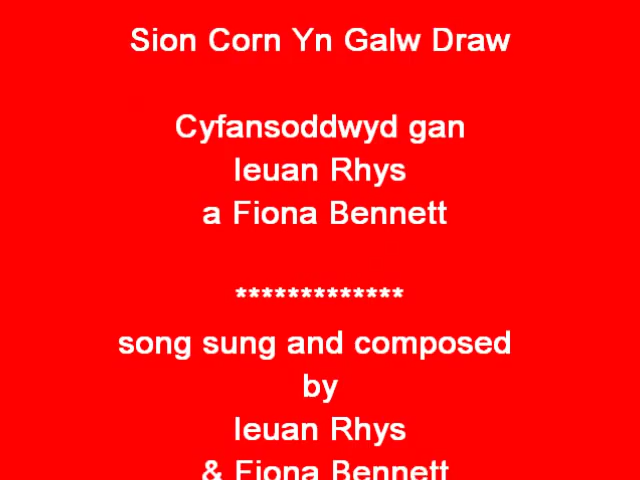 Sion Corn Yn Galw Draw
Cyfansoddwyd gan
Ieuan Rhys
a Fiona Bennett
*************
song sung and composed
by
Ieuan Rhys
& Fiona Bennett